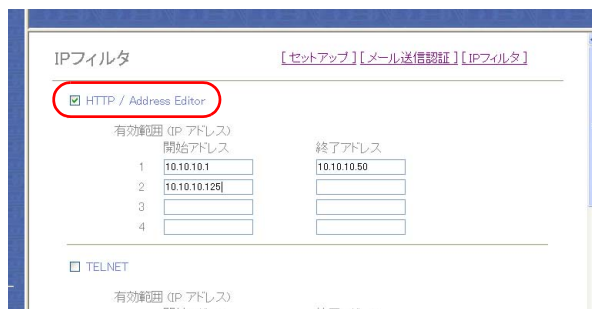 IPフィルタ [ セットアップ ] [ メール送信認証 ] [ IPフィルタ ]
HTTP / Address Editor
有効範囲 (IP アドレス)
開始アドレス 終了アドレス
1 10.10.10.1 10.10.10.50
2 10.10.10.125
3
4
TELNET
有効範囲 (IP アドレス)